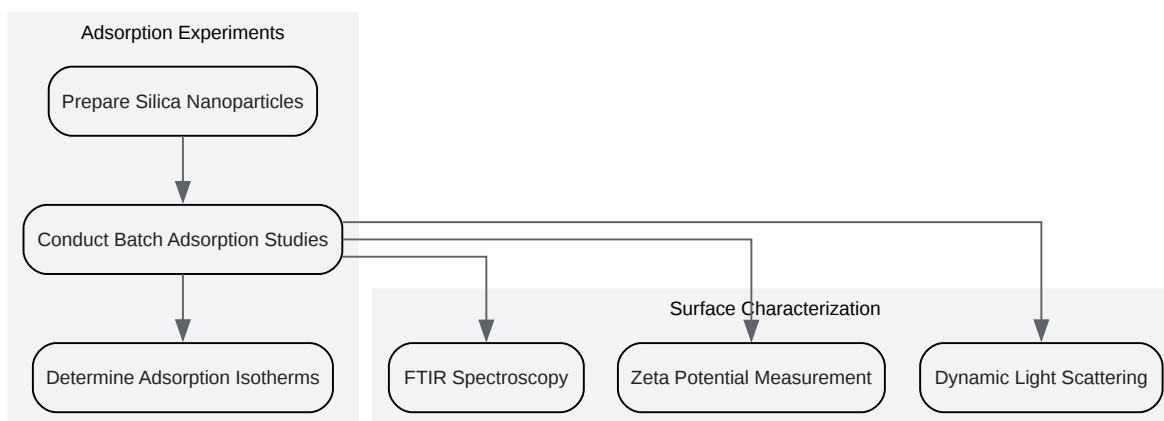 Adsorption Experiments
Prepare Silica Nanoparticles
Conduct Batch Adsorption Studies
Determine Adsorption Isotherms
Surface Characterization
FTIR Spectroscopy
Zeta Potential Measurement
Dynamic Light Scattering